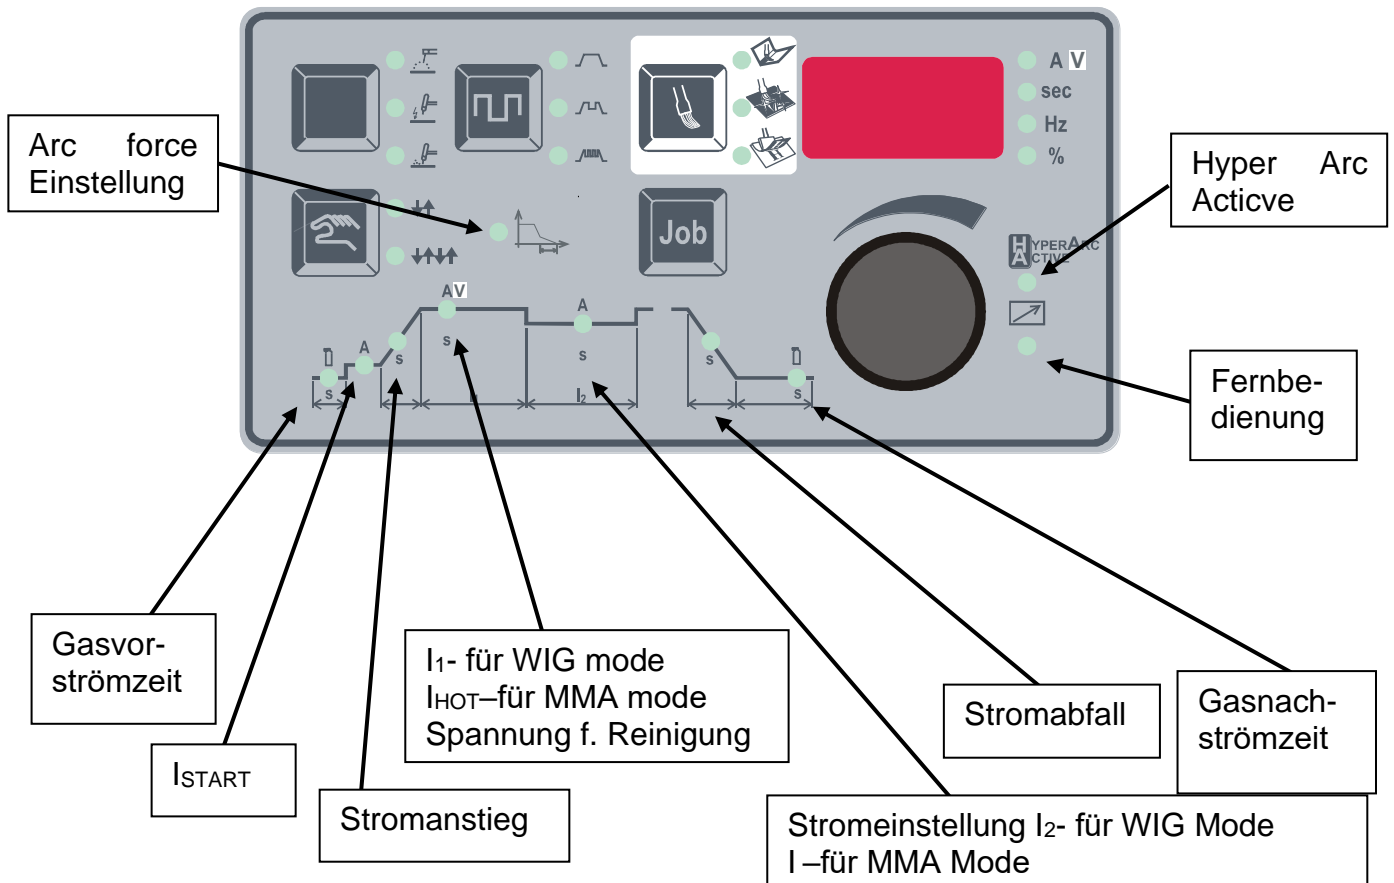 A V
sec
Hz
%
Arc force
Einstellung
Hyper Arc
Acticve
Job
HYPERARC
ACTIVE
AV
A
s
s
A
s
s
I₂
s
s
Fernbe-
dienung
Gasvor-
strömzeit
I₁- für WIG mode
IHOT–für MMA mode
Spannung f. Reinigung
Stromabfall
Gasnach-
strömzeit
ISTART
Stromanstieg
Stromeinstellung I₂- für WIG Mode
I –für MMA Mode